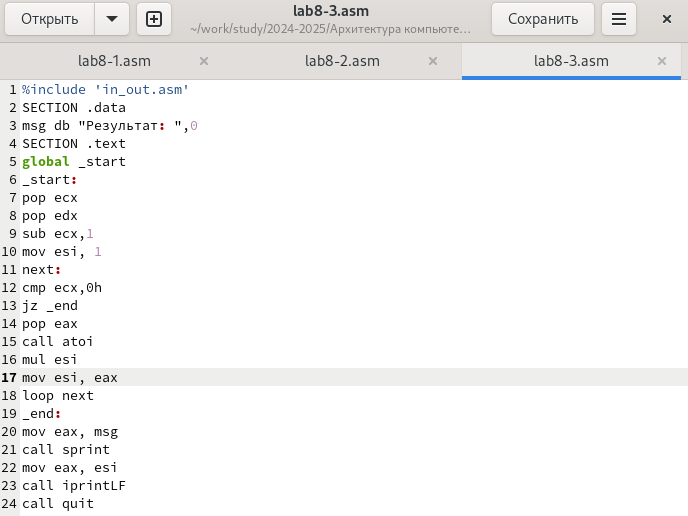 Открыть
lab8-3.asm
~/work/study/2024-2025/Архитектура компьюте…
Сохранить
lab8-1.asm
lab8-2.asm
lab8-3.asm
1 %include 'in_out.asm'
2 SECTION .data
3 msg db "Результат: ",0
4 SECTION .text
5 global _start
6 _start:
7 pop ecx
8 pop edx
9 sub ecx,1
10 mov esi, 1
11 next:
12 cmp ecx,0h
13 jz _end
14 pop eax
15 call atoi
16 mul esi
17 mov esi, eax
18 loop next
19 _end:
20 mov eax, msg
21 call sprint
22 mov eax, esi
23 call iprintLF
24 call quit